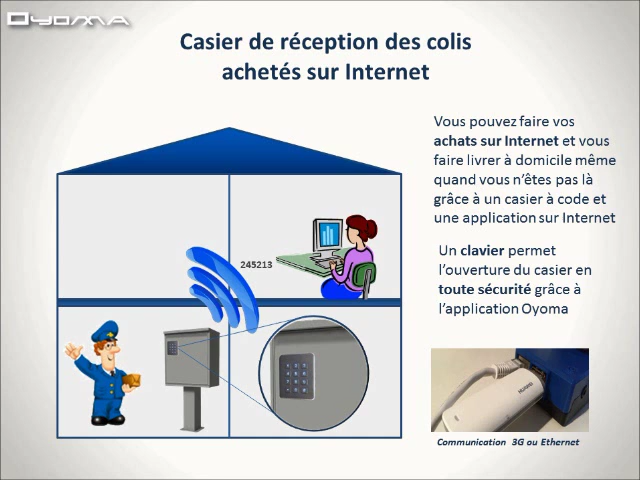 OYOMA
Casier de réception des colis
achetés sur Internet
Vous pouvez faire vos
achats sur Internet et vous
faire livrer à domicile même
quand vous n'êtes pas là
grâce à un casier à code et
une application sur Internet
245213
Un clavier permet
l'ouverture du casier en
toute sécurité grâce à
l'application Oyoma
HUAWEI
Communication 3G ou Ethernet